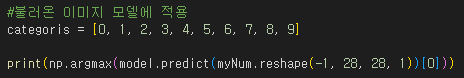 #불러온 이미지 모델에 적용
categoris = [0, 1, 2, 3, 4, 5, 6, 7, 8, 9]
print(np.argmax(model.predict(myNum.reshape(-1, 28, 28, 1))[0]))